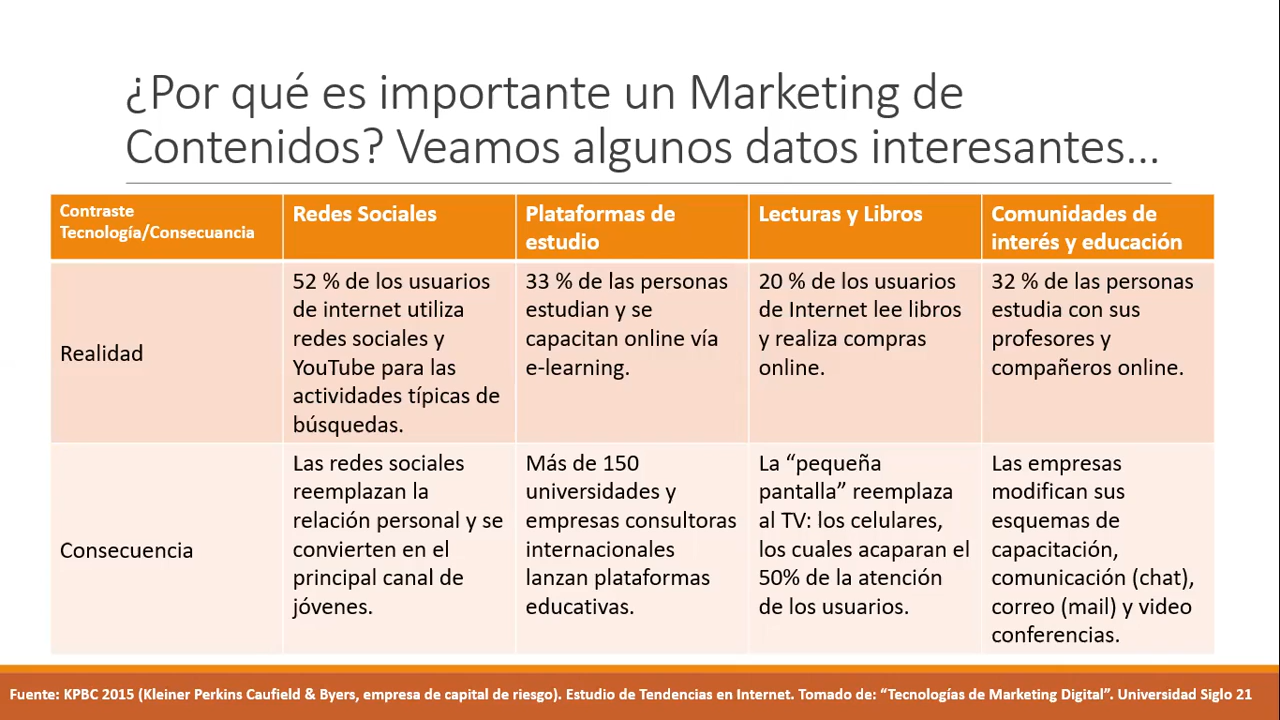 ¿Por qué es importante un Marketing de
Contenidos? Veamos algunos datos interesantes...
Contraste
Tecnología/Consecuancia
Redes Sociales
Plataformas de
estudio
Lecturas y Libros
Comunidades de
interés y educación
Realidad
52 % de los usuarios
de internet utiliza
redes sociales y
YouTube para las
actividades típicas de
búsquedas.
33 % de las personas
estudian y se
capacitan online vía
e-learning.
20 % de los usuarios
de Internet lee libros
y realiza compras
online.
32 % de las personas
estudia con sus
profesores y
compañeros online.
Consecuencia
Las redes sociales
reemplazan la
relación personal y se
convierten en el
principal canal de
jóvenes.
Más de 150
universidades y
empresas consultoras
internacionales
lanzan plataformas
educativas.
La “pequeña
pantalla” reemplaza
al TV: los celulares,
los cuales acaparan el
50% de la atención
de los usuarios.
Las empresas
modifican sus
esquemas de
capacitación,
comunicación (chat),
correo (mail) y video
conferencias.
Fuente: KPBC 2015 (Kleiner Perkins Caufield & Byers, empresa de capital de riesgo). Estudio de Tendencias en Internet. Tomado de: “Tecnologías de Marketing Digital”. Universidad Siglo 21